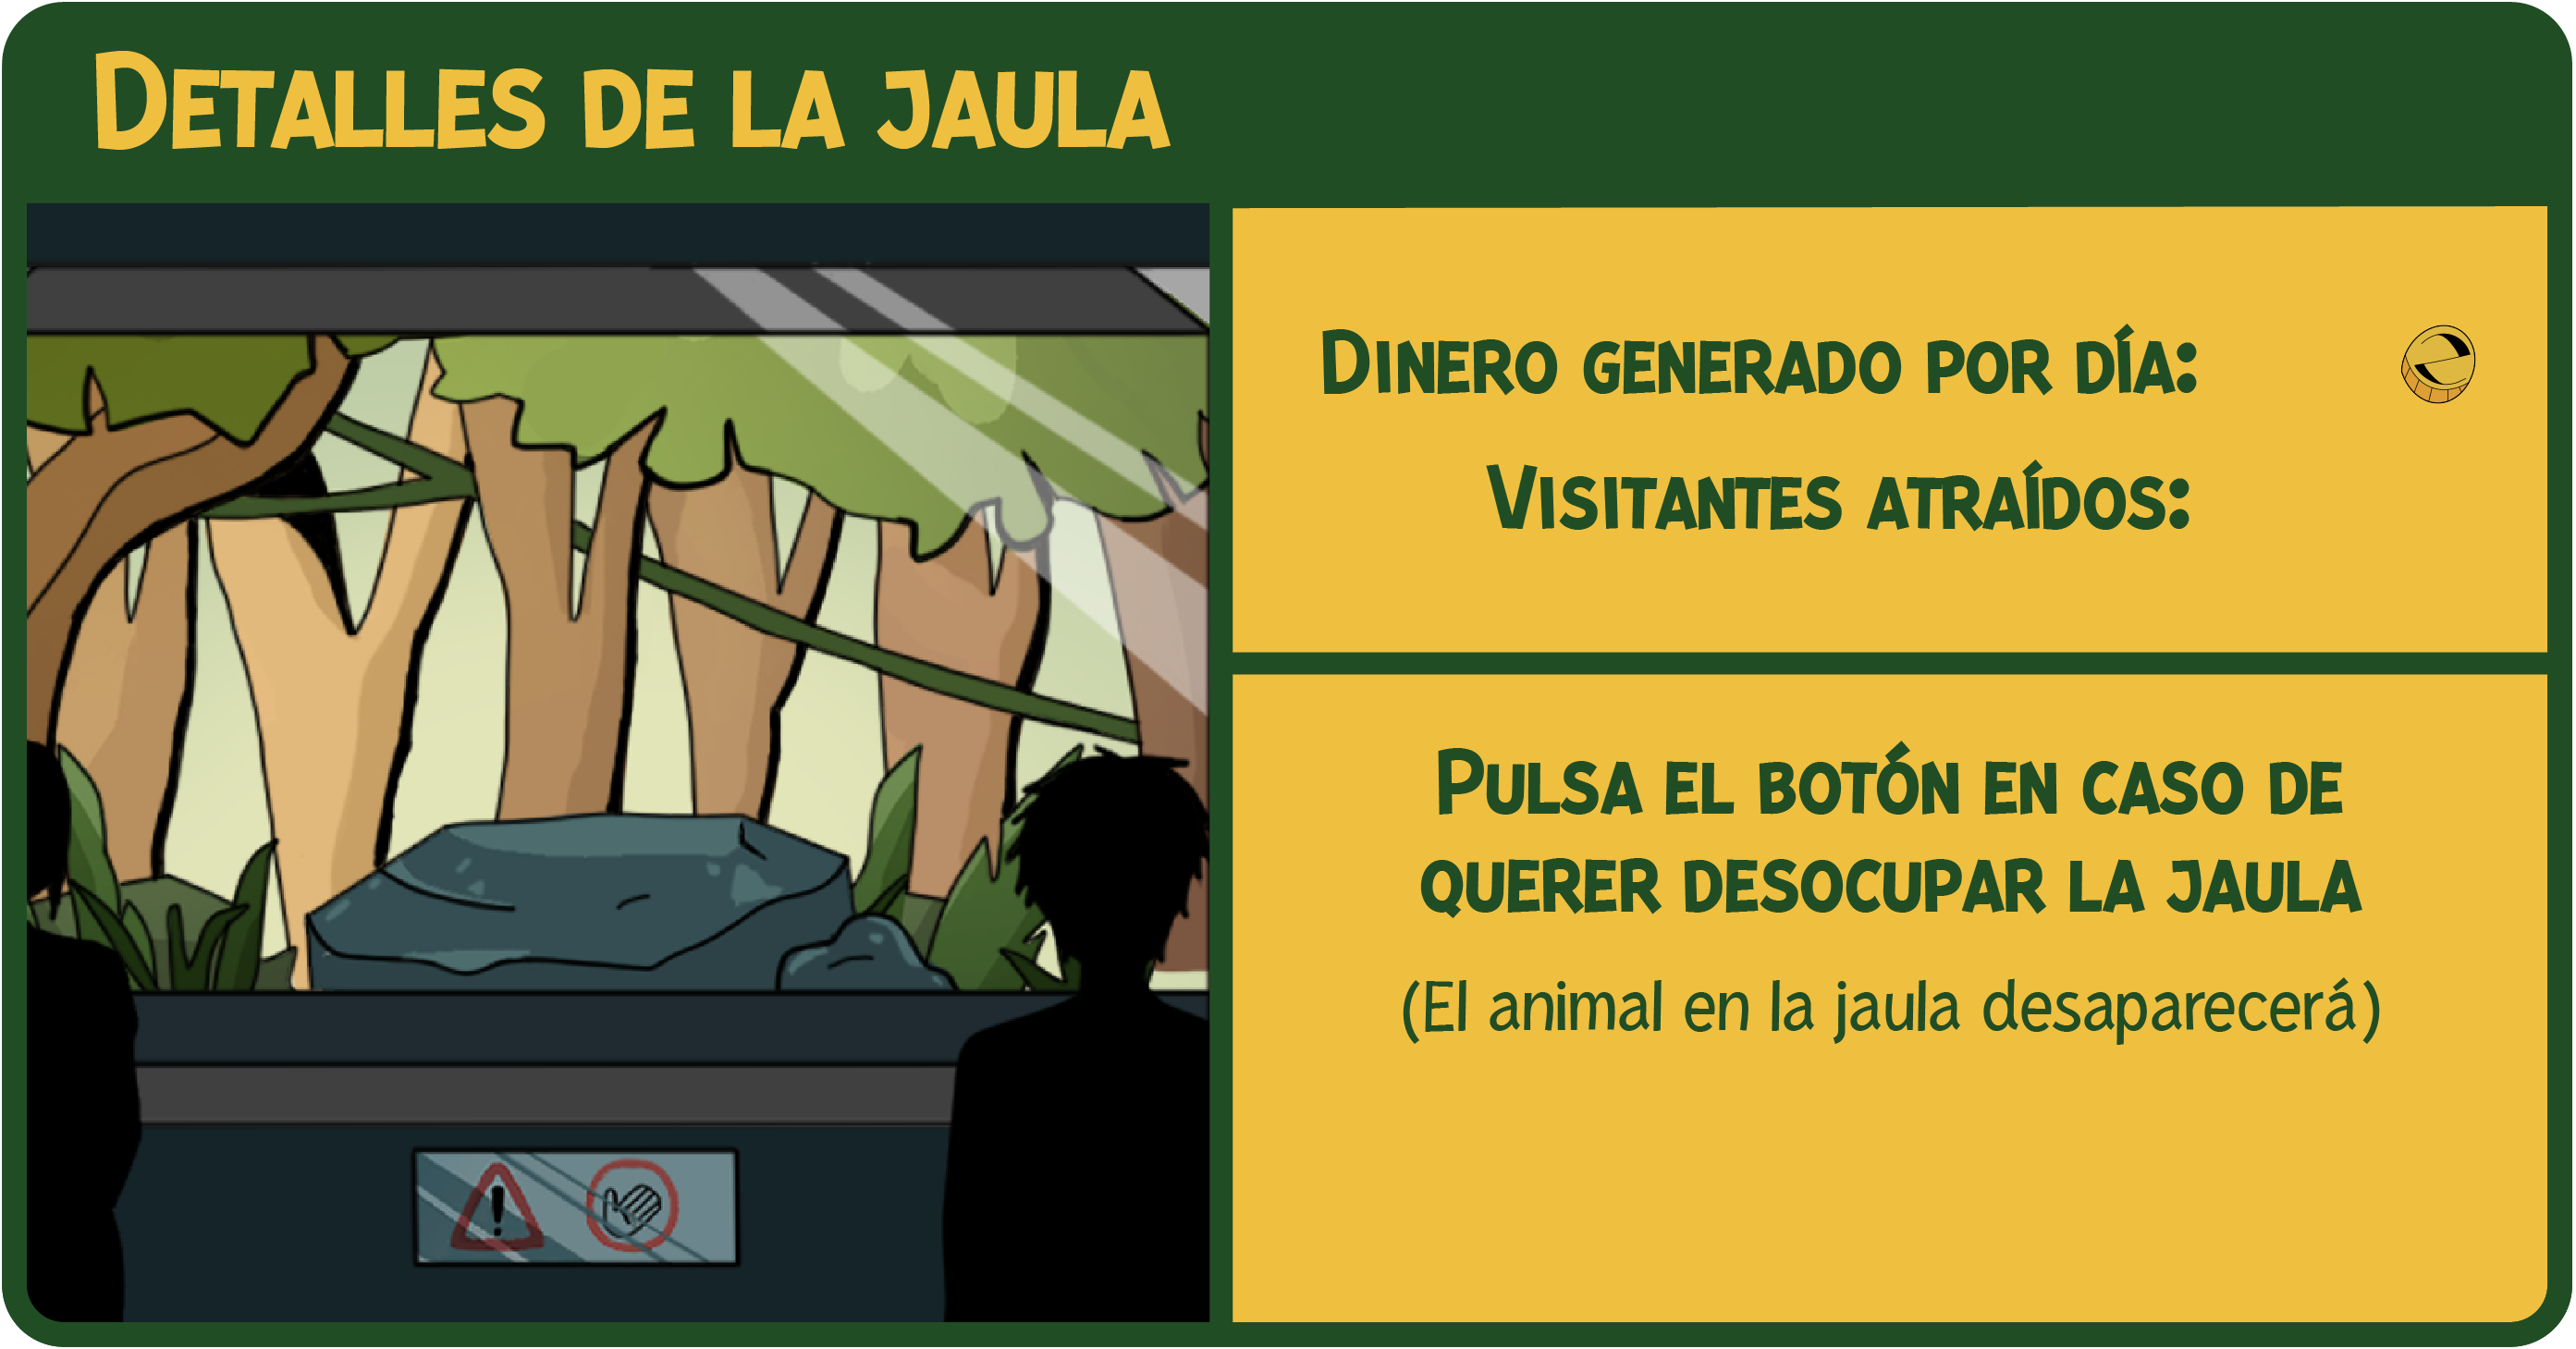 Detalles de la jaula
Dinero generado por día:
Visitantes atraídos:
Pulsa el botón en caso de
querer desocupar la jaula
(El animal en la jaula desaparecerá)
!